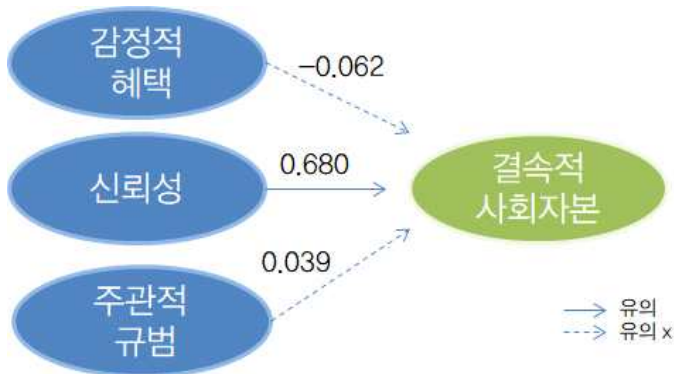 감정적
혜택
-0.062
신뢰성
0.680
결속적
사회자본
0.039
주관적
규범
유의
유의 x